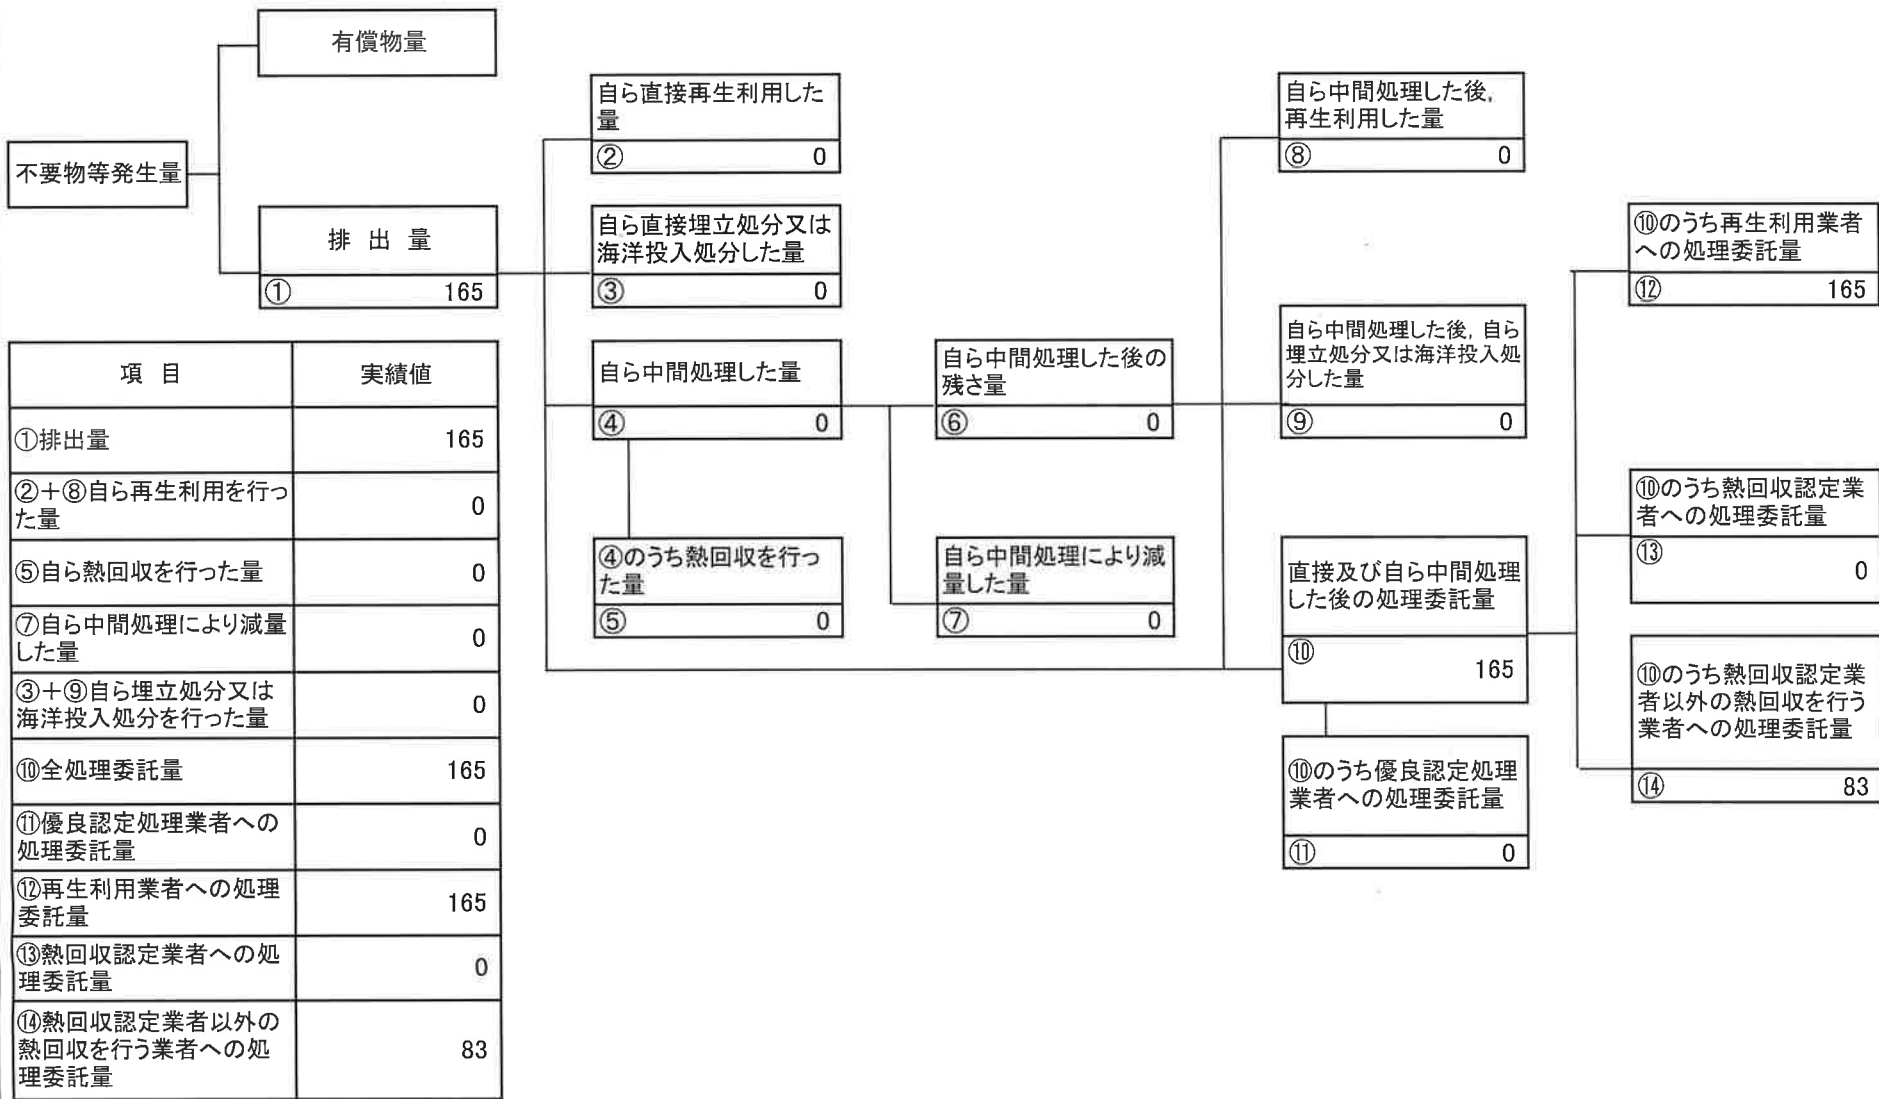 有償物量
不要物等発生量
排 出 量
① 165
自ら直接再生利用した
量
② 0
自ら直接埋立処分又は
海洋投入処分した量
③ 0
自ら中間処理した量
④ 0
④のうち熱回収を行っ
た量
⑤ 0
自ら中間処理した後の
残さ量
⑥ 0
自ら中間処理により減
量した量
⑦ 0
自ら中間処理した後，
再生利用した量
⑧ 0
自ら中間処理した後，自ら
埋立処分又は海洋投入処
分した量
⑨ 0
直接及び自ら中間処理
した後の処理委託量
⑩ 165
⑩のうち優良認定処理
業者への処理委託量
⑪ 0
⑩のうち再生利用業者
への処理委託量
⑫ 165
⑩のうち熱回収認定業
者への処理委託量
⑬ 0
⑩のうち熱回収認定業
者以外の熱回収を行う
業者への処理委託量
⑭ 83
項 目 実績値
①排出量 165
②＋⑧自ら再生利用を行っ
た量 0
⑤自ら熱回収を行った量 0
⑦自ら中間処理により減量
した量 0
③＋⑨自ら埋立処分又は
海洋投入処分を行った量 0
⑩全処理委託量 165
⑪優良認定処理業者への
処理委託量 0
⑫再生利用業者への処理
委託量 165
⑬熱回収認定業者への処
理委託量 0
⑭熱回収認定業者以外の
熱回収を行う業者への処
理委託量 83